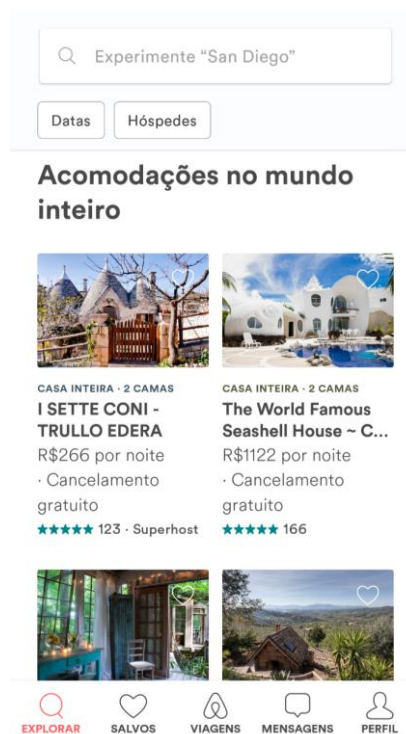 Experimente “San Diego”
Datas
Hóspedes
Acomodações no mundo
inteiro
CASA INTEIRA · 2 CAMAS
I SETTE CONI -
TRULLO EDERA
R$266 por noite
· Cancelamento
gratuito
123 · Superhost
CASA INTEIRA · 2 CAMAS
The World Famous
Seashell House ~ C...
R$1122 por noite
· Cancelamento
gratuito
166
EXPLORAR
SALVOS
VIAGENS
MENSAGENS
PERFIL